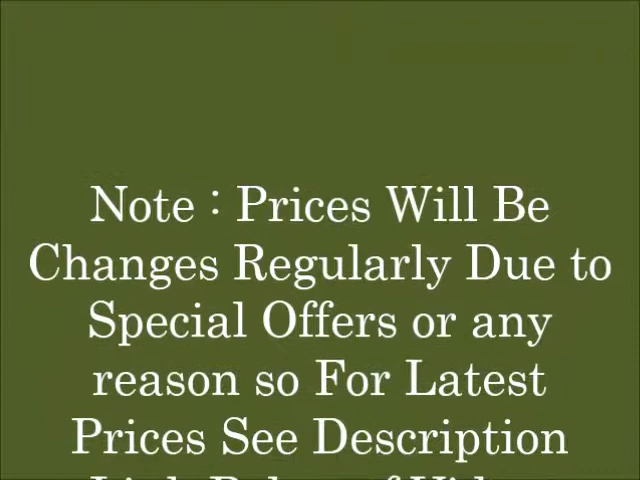 Note : Prices Will Be
Changes Regularly Due to
Special Offers or any
reason so For Latest
Prices See Description